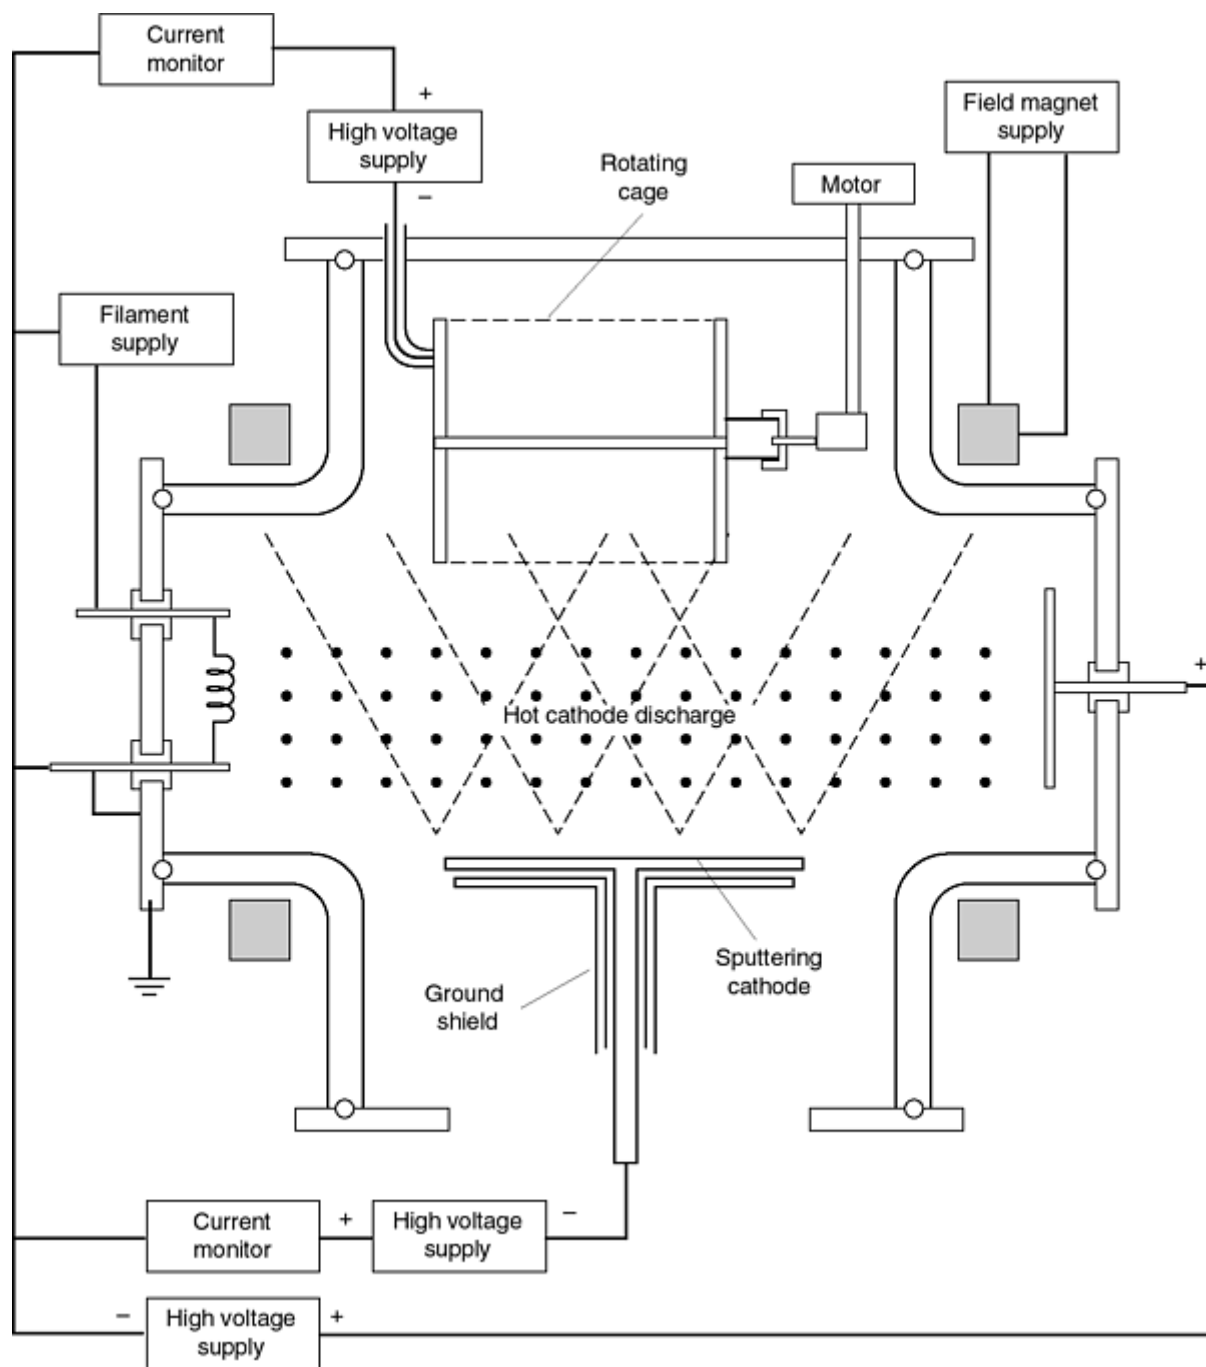 Current
monitor
+
High voltage
supply
–
Field magnet
supply
Rotating
cage
Motor
Filament
supply
+
Hot cathode discharge
Sputtering
cathode
Ground
shield
Current
monitor
+
High voltage
supply
–
–
High voltage
supply
+